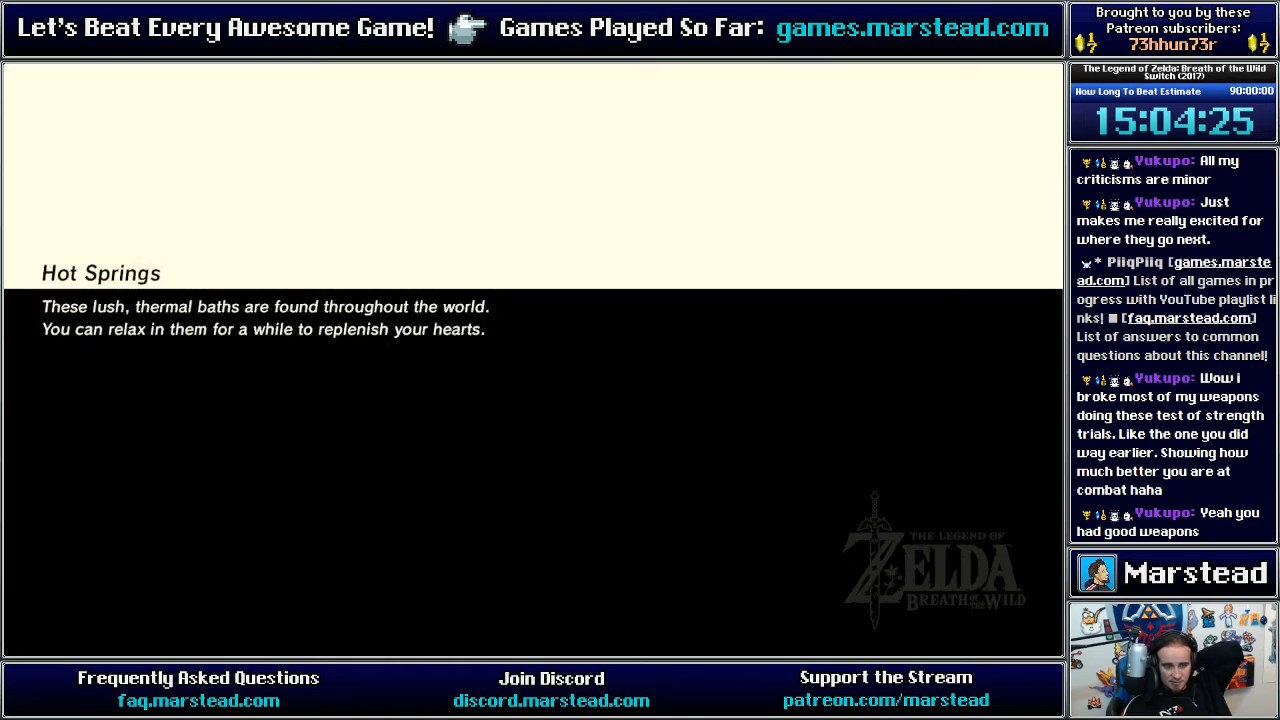 Let's Beat Every Awesome Game! Games Played So Far: games.marstead.com
Brought to you by these
Patreon subscribers:
73hhun73r
The Legend of Zelda: Breath of the Wild
Switch (2017)
How Long To Beat Estimate 90:00:00
15:04:25
Yukupo: All my
criticisms are minor
Yukupo: Just
makes me really excited for
where they go next.
* PiiqPiiq [games.marste
ad.com] List of all games in pr
ogress with YouTube playlist li
nks! ■ [faq.marstead.com]
List of answers to common
questions about this channel!
Yukupo: Wow i
broke most of my weapons
doing these test of strength
trials. Like the one you did
way earlier. Showing how
much better you are at
combat haha
Yukupo: Yeah you
had good weapons
Hot Springs
These lush, thermal baths are found throughout the world.
You can relax in them for a while to replenish your hearts.
THE LEGEND OF
ZELDA
BREATH OF THE WILD
Marstead
Frequently Asked Questions
faq.marstead.com
Join Discord
discord.marstead.com
Support the Stream
patreon.com/marstead